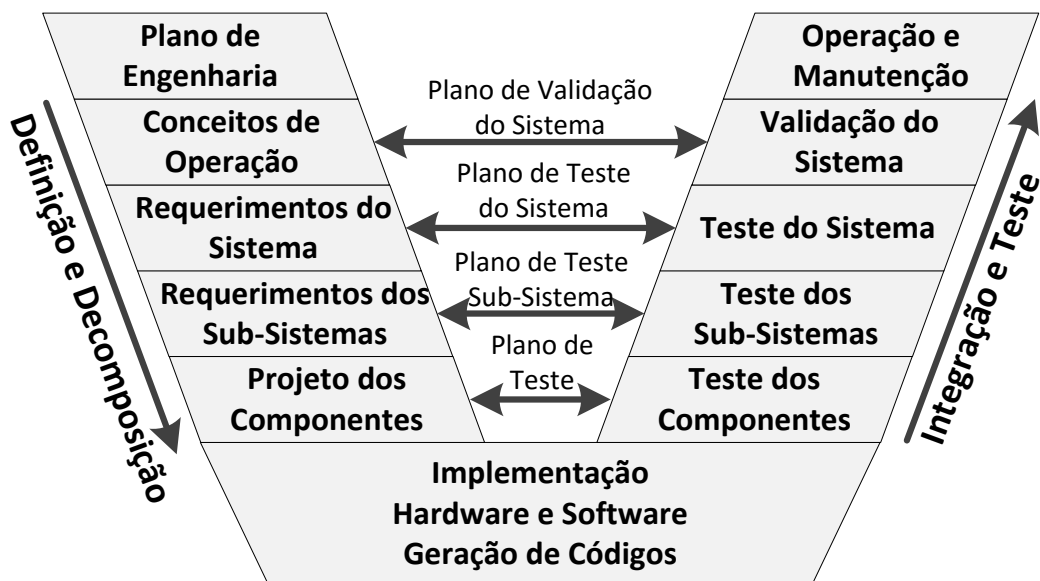 Plano de
Engenharia
Conceitos de
Operação
Requerimentos do
Sistema
Requerimentos dos
Sub-Sistemas
Projeto dos
Componentes
Definição e Decomposição
Plano de Validação
do Sistema
Plano de Teste
do Sistema
Plano de Teste
Sub-Sistema
Plano de
Teste
Operação e
Manutenção
Validação do
Sistema
Teste do Sistema
Teste dos
Sub-Sistemas
Teste dos
Componentes
Integração e Teste
Implementação
Hardware e Software
Geração de Códigos